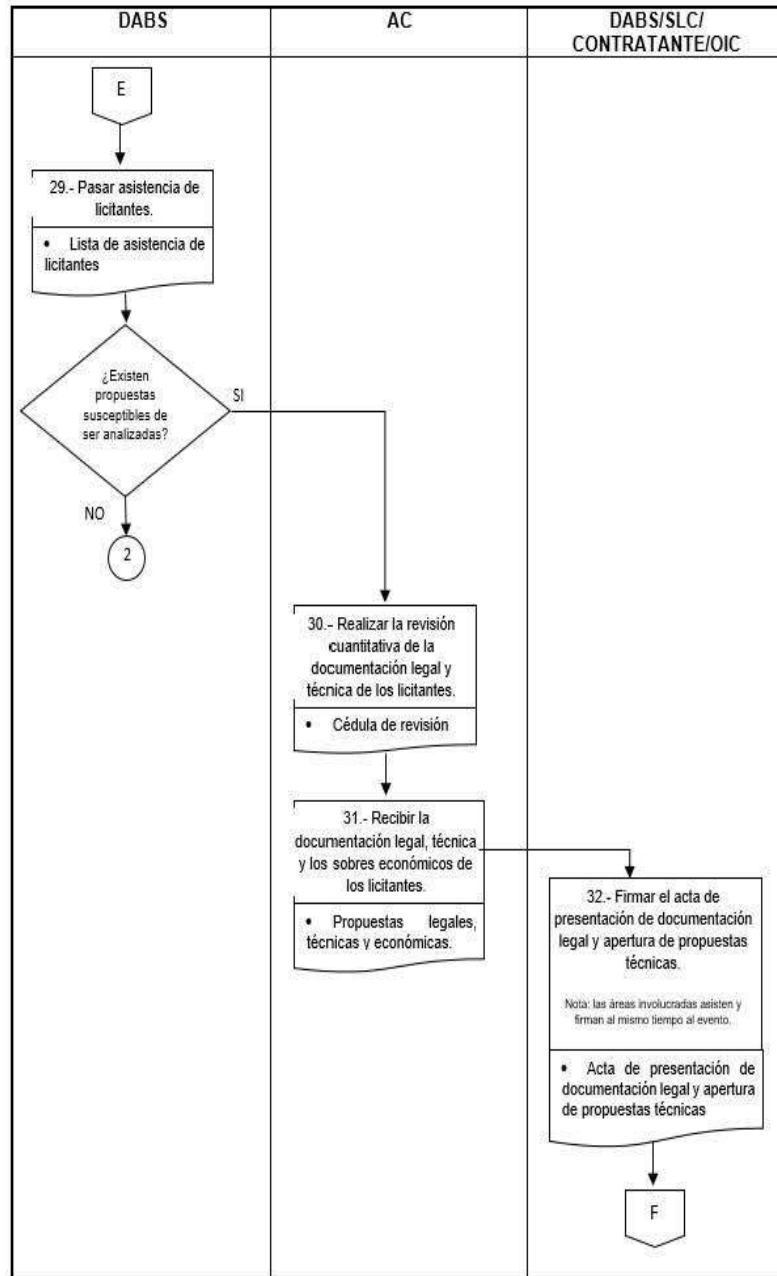 DABS
AC
DABS/SLC/
CONTRATANTE/OIC
E
29.- Pasar asistencia de
licitantes.
• Lista de asistencia de
licitantes
¿Existen
propuestas
susceptibles de
ser analizadas?
SI
NO
2
30.- Realizar la revisión
cuantitativa de la
documentación legal y
técnica de los licitantes.
• Cédula de revisión
31.- Recibir la
documentación legal, técnica
y los sobres económicos de
los licitantes.
• Propuestas legales,
técnicas y económicas.
32.- Firmar el acta de
presentación de documentación
legal y apertura de propuestas
técnicas.
Nota: las áreas involucradas asisten y
firman al mismo tiempo al evento.
• Acta de presentación de
documentación legal y apertura
de propuestas técnicas
F